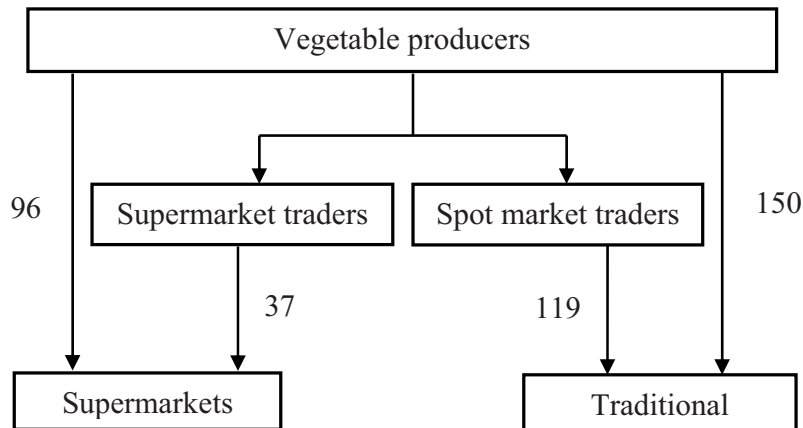 Vegetable producers
Supermarket traders
Spot market traders
96
150
37
119
Supermarkets
Traditional